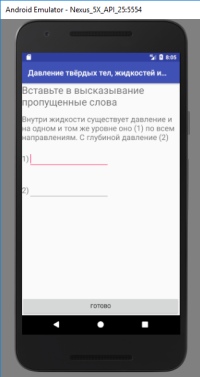 Android Emulator - Nexus_5X_API_25:5554
8:05
Давление твёрдых тел, жидкостей и...
Вставьте в высказывание
пропущенные слова
Внутри жидкости существует давление и
на одном и том же уровне оно (1) по всем
направлениям. С глубиной давление (2)
1)
2)
ГОТОВО